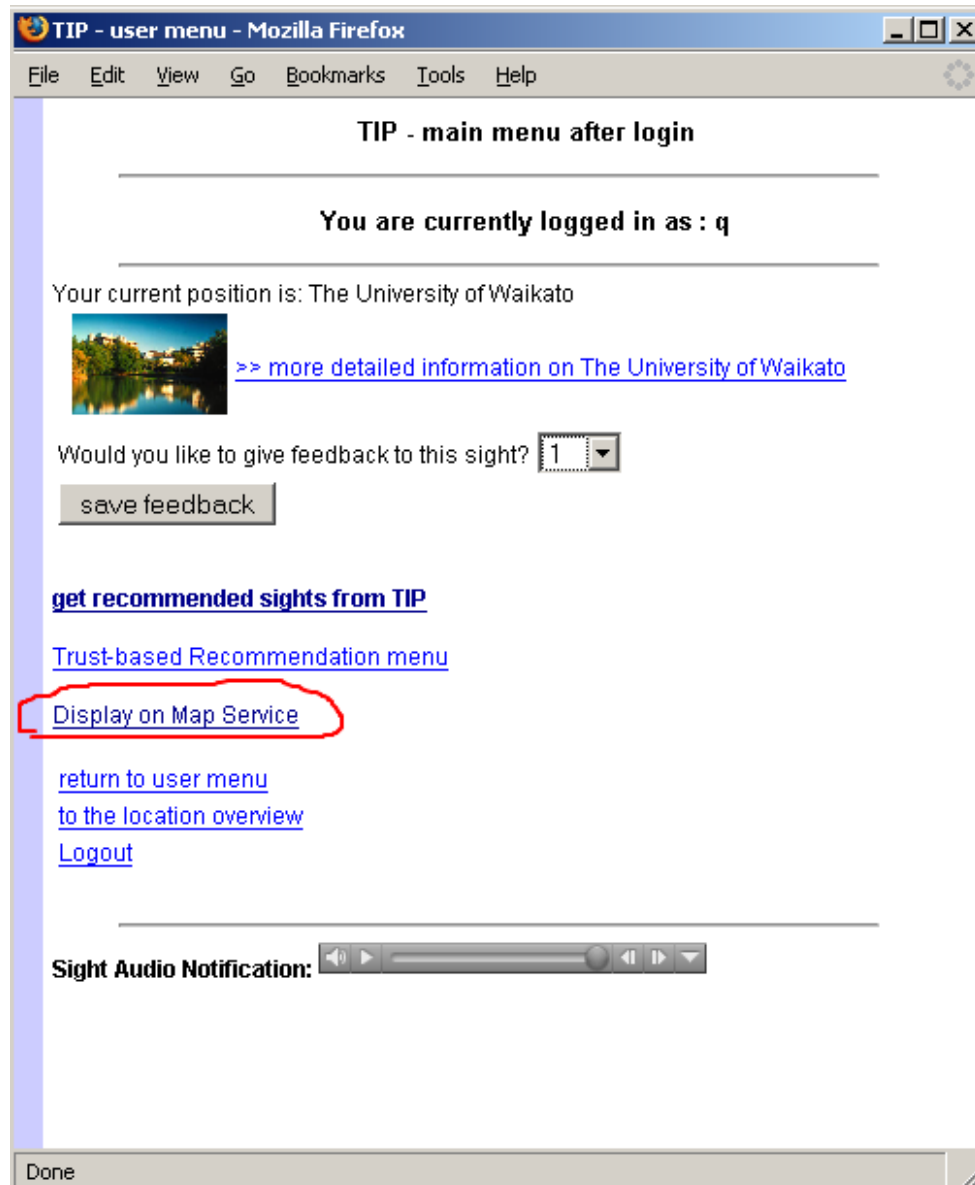 TIP - user menu - Mozilla Firefox
File Edit View Go Bookmarks Tools Help
TIP - main menu after login
You are currently logged in as : q
Your current position is: The University of Waikato
>> more detailed information on The University of Waikato
Would you like to give feedback to this sight? 1
save feedback
get recommended sights from TIP
Trust-based Recommendation menu
Display on Map Service
return to user menu
to the location overview
Logout
Sight Audio Notification:
Done